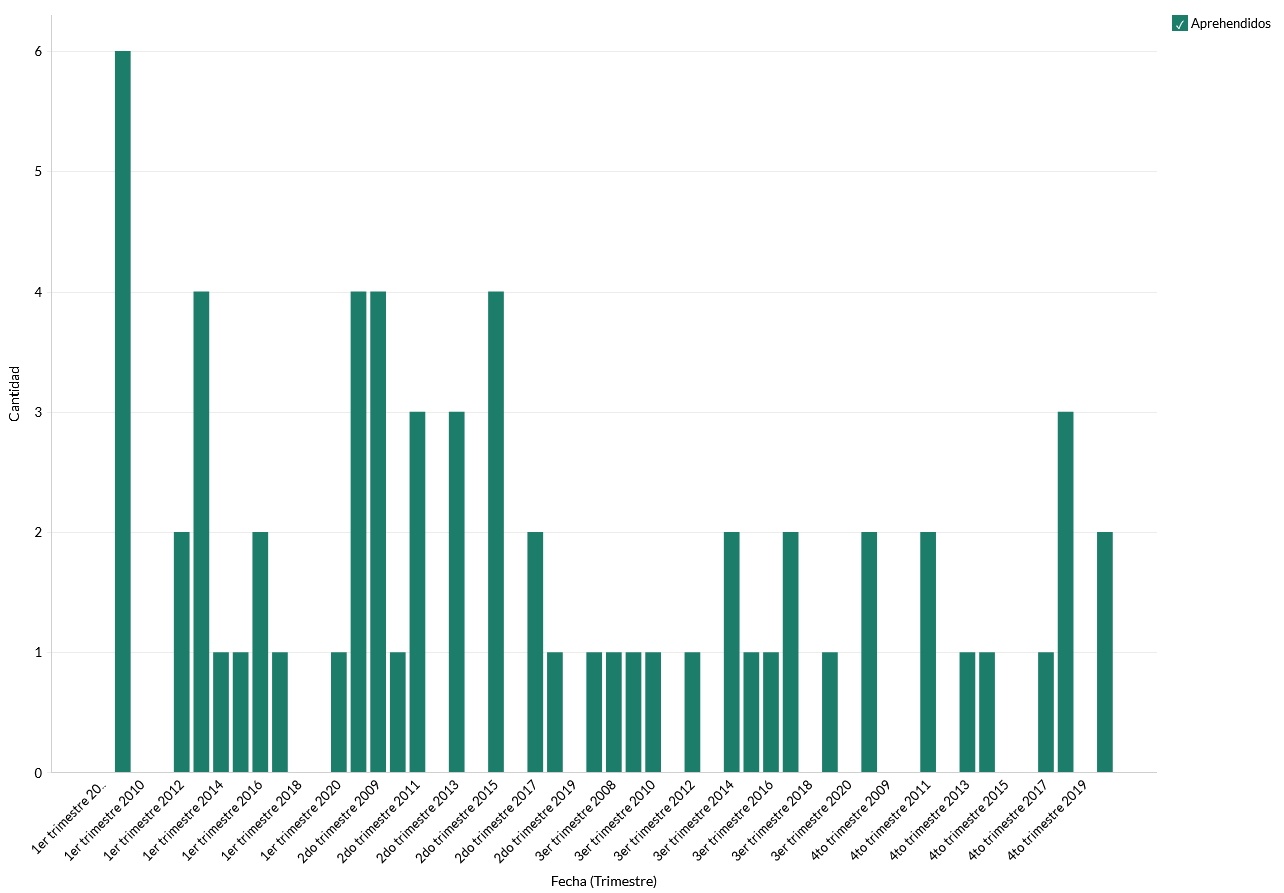 Aprehendidos
6
5
4
3
2
1
0
Cantidad
1er trimestre 20..
1er trimestre 2010
1er trimestre 2012
1er trimestre 2014
1er trimestre 2016
1er trimestre 2018
1er trimestre 2020
2do trimestre 2009
2do trimestre 2011
2do trimestre 2013
2do trimestre 2015
2do trimestre 2017
2do trimestre 2019
3er trimestre 2008
3er trimestre 2010
3er trimestre 2012
3er trimestre 2014
3er trimestre 2016
3er trimestre 2018
3er trimestre 2020
4to trimestre 2009
4to trimestre 2011
4to trimestre 2013
4to trimestre 2015
4to trimestre 2017
4to trimestre 2019
Fecha (Trimestre)